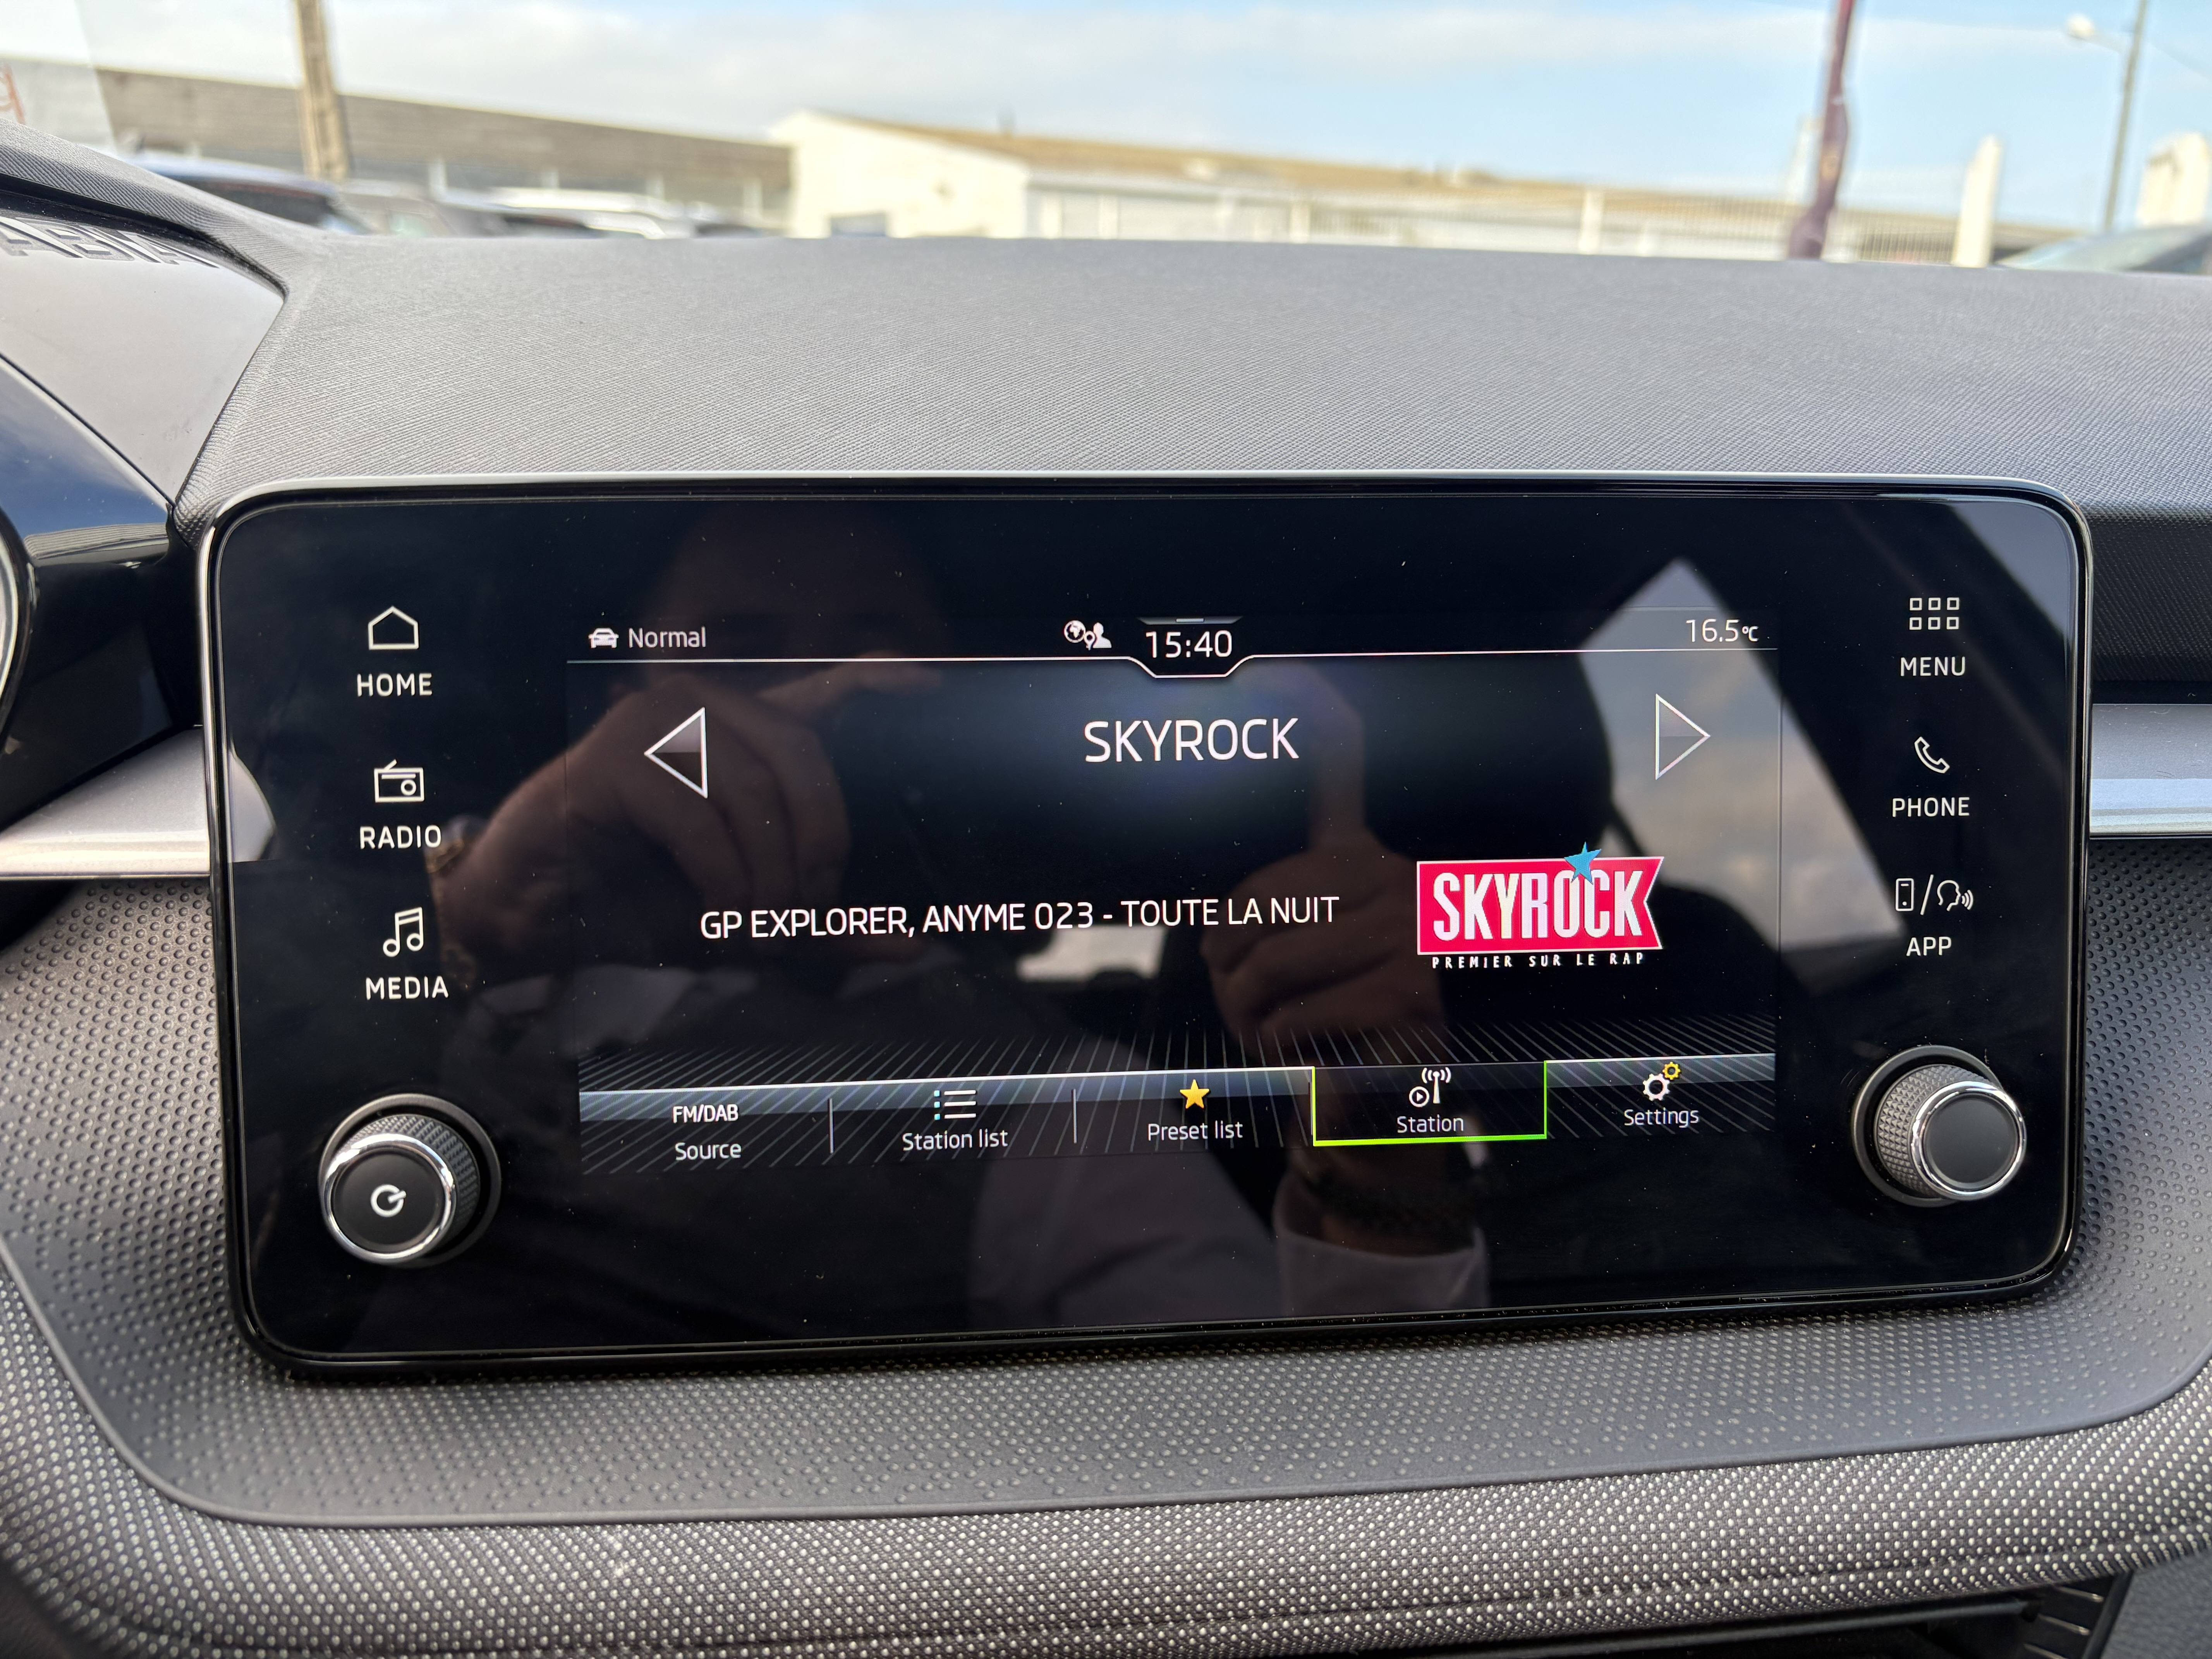 ABIA
Normal
15:40
16.5°C
HOME
MENU
SKYROCK
RADIO
PHONE
GP EXPLORER, ANYME 023 - TOUTE LA NUIT
SKYROCK
PREMIER SUR LE RAP
MEDIA
APP
FM/DAB
Source
Station list
Preset list
Station
Settings